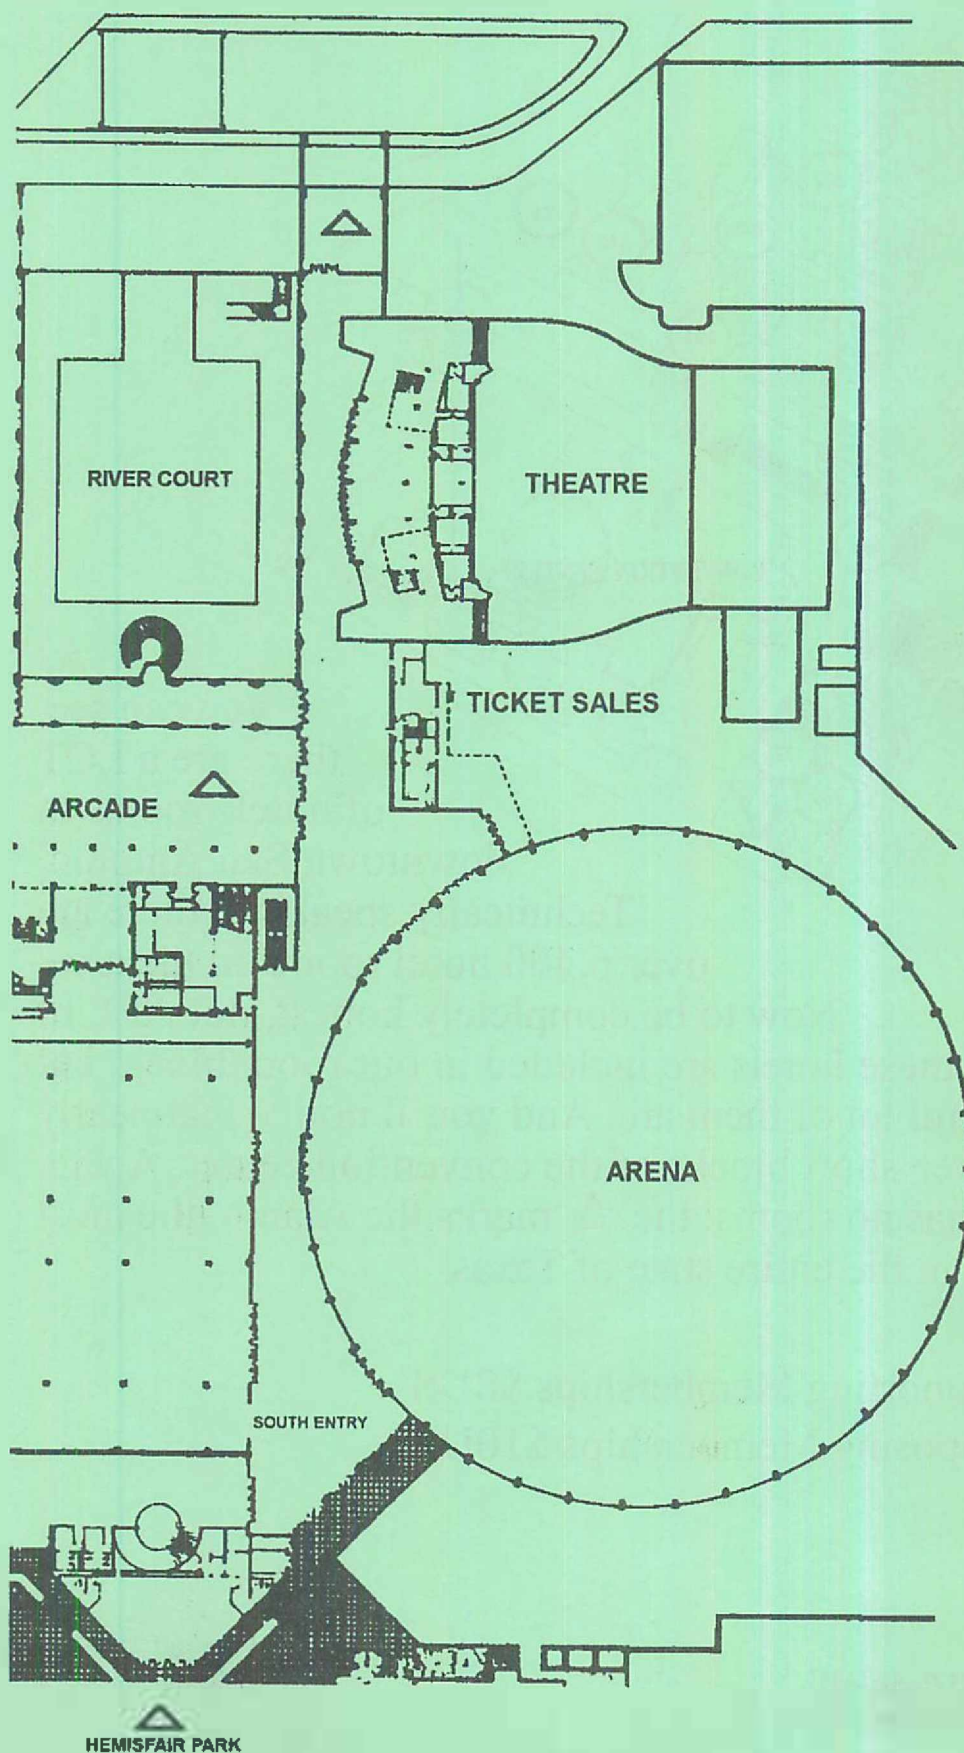 RIVER COURT
THEATRE
TICKET SALES
ARCADE
ARENA
SOUTH ENTRY
HEMISFAIR PARK